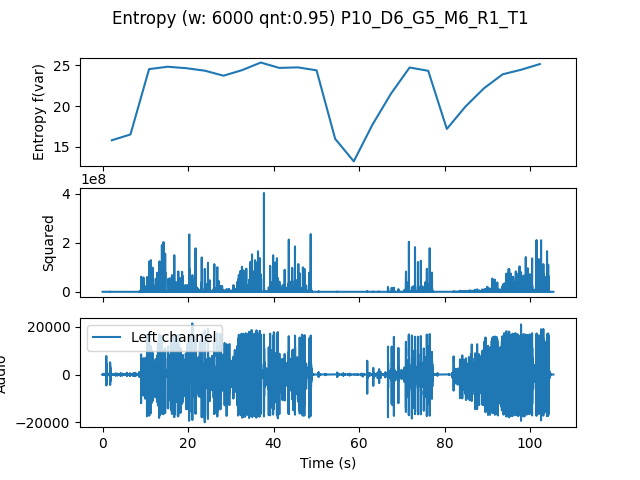 Entropy (w: 6000 qnt:0.95) P10_D6_G5_M6_R1_T1
25
20
15
Entropy f(var)
1e8
4
2
0
Squared
20000
0
−20000
Audio
Left channel
0 20 40 60 80 100
Time (s)